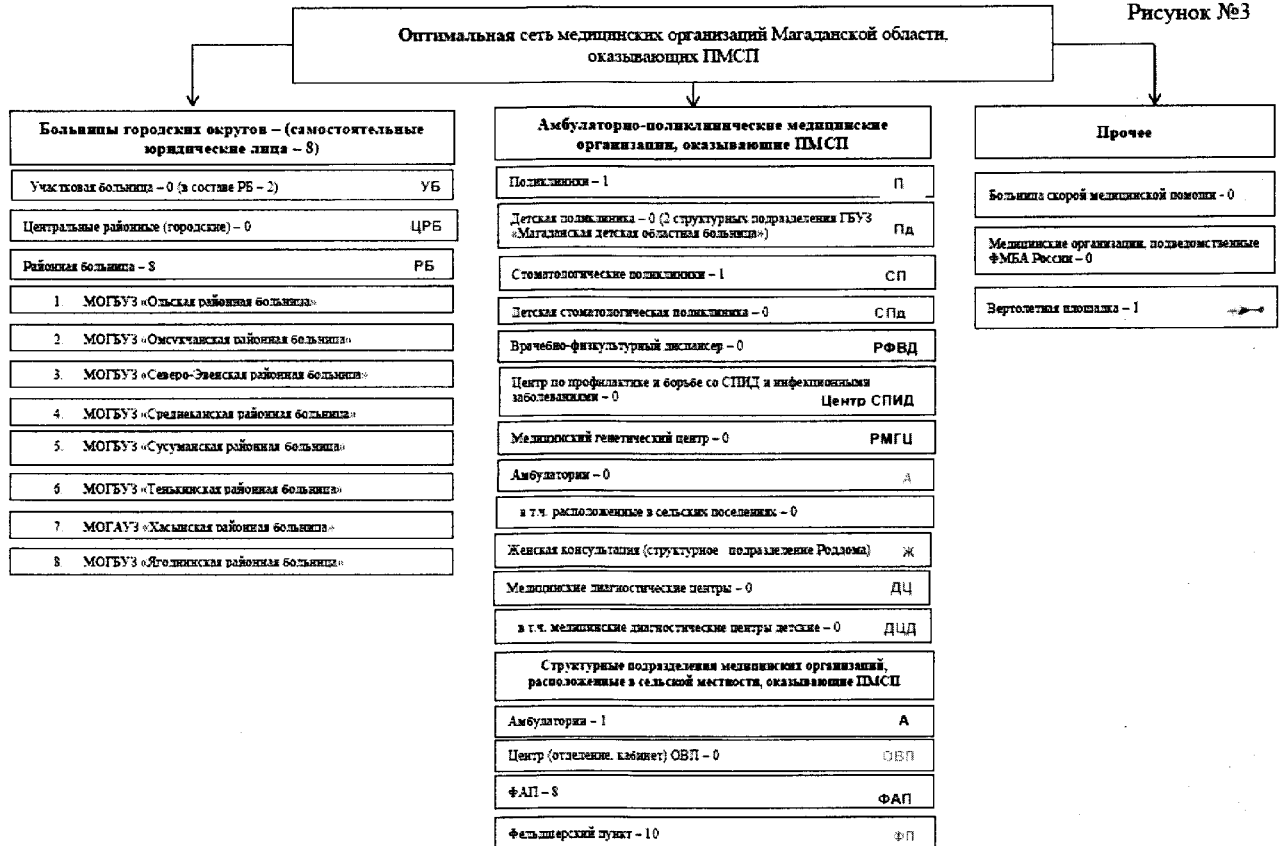 Рисунок №3
Оптимальная сеть медицинских организаций Магаданской области,
оказывающих ПМСП
Больницы городских округов – (самостоятельные
юридические лица – 8)
Участковая больница – 0 (в составе РБ – 2) УБ
Центральные районные (городские) – 0 ЦРБ
Районная больница – 8 РБ
1. МОГБУЗ «Ольская районная больница»
2. МОГБУЗ «Омсукчанская районная больница»
3. МОГБУЗ «Северо-Эвенская районная больница»
4. МОГБУЗ «Среднеканская районная больница»
5. МОГБУЗ «Сусуманская районная больница»
6. МОГБУЗ «Тенькинская районная больница»
7. МОГАУЗ «Хасынская районная больница»
8. МОГБУЗ «Ягоднинская районная больница»
Амбулаторно-поликлинические медицинские
организации, оказывающие ПМСП
Поликлиники – 1 П
Детская поликлиника – 0 (2 структурных подразделения ГБУЗ
«Магаданская детская областная больница») Пд
Стоматологические поликлиники – 1 СП
Детская стоматологическая поликлиника – 0 СПд
Врачебно-физкультурный диспансер – 0 РФВД
Центр по профилактике и борьбе со СПИД и инфекционными
заболеваниями – 0 Центр СПИД
Медицинский генетический центр – 0 РМГЦ
Амбулатории – 0 А
в т.ч. расположенные в сельских поселениях – 0
Женская консультация (структурное подразделение Роддома) Ж
Медицинские диагностические центры – 0 ДЦ
в т.ч. медицинские диагностические центры детские – 0 ДЦД
Структурные подразделения медицинских организаций,
расположенные в сельской местности, оказывающие ПМСП
Амбулатории – 1 А
Центр (отделение, кабинет) ОВП – 0 ОВП
ФАП – 8 ФАП
Фельдшерский пункт – 10 ФП
Прочее
Больница скорой медицинской помощи - 0
Медицинские организации, подведомственные
ФМБА России – 0
Вертолетная площадка – 1